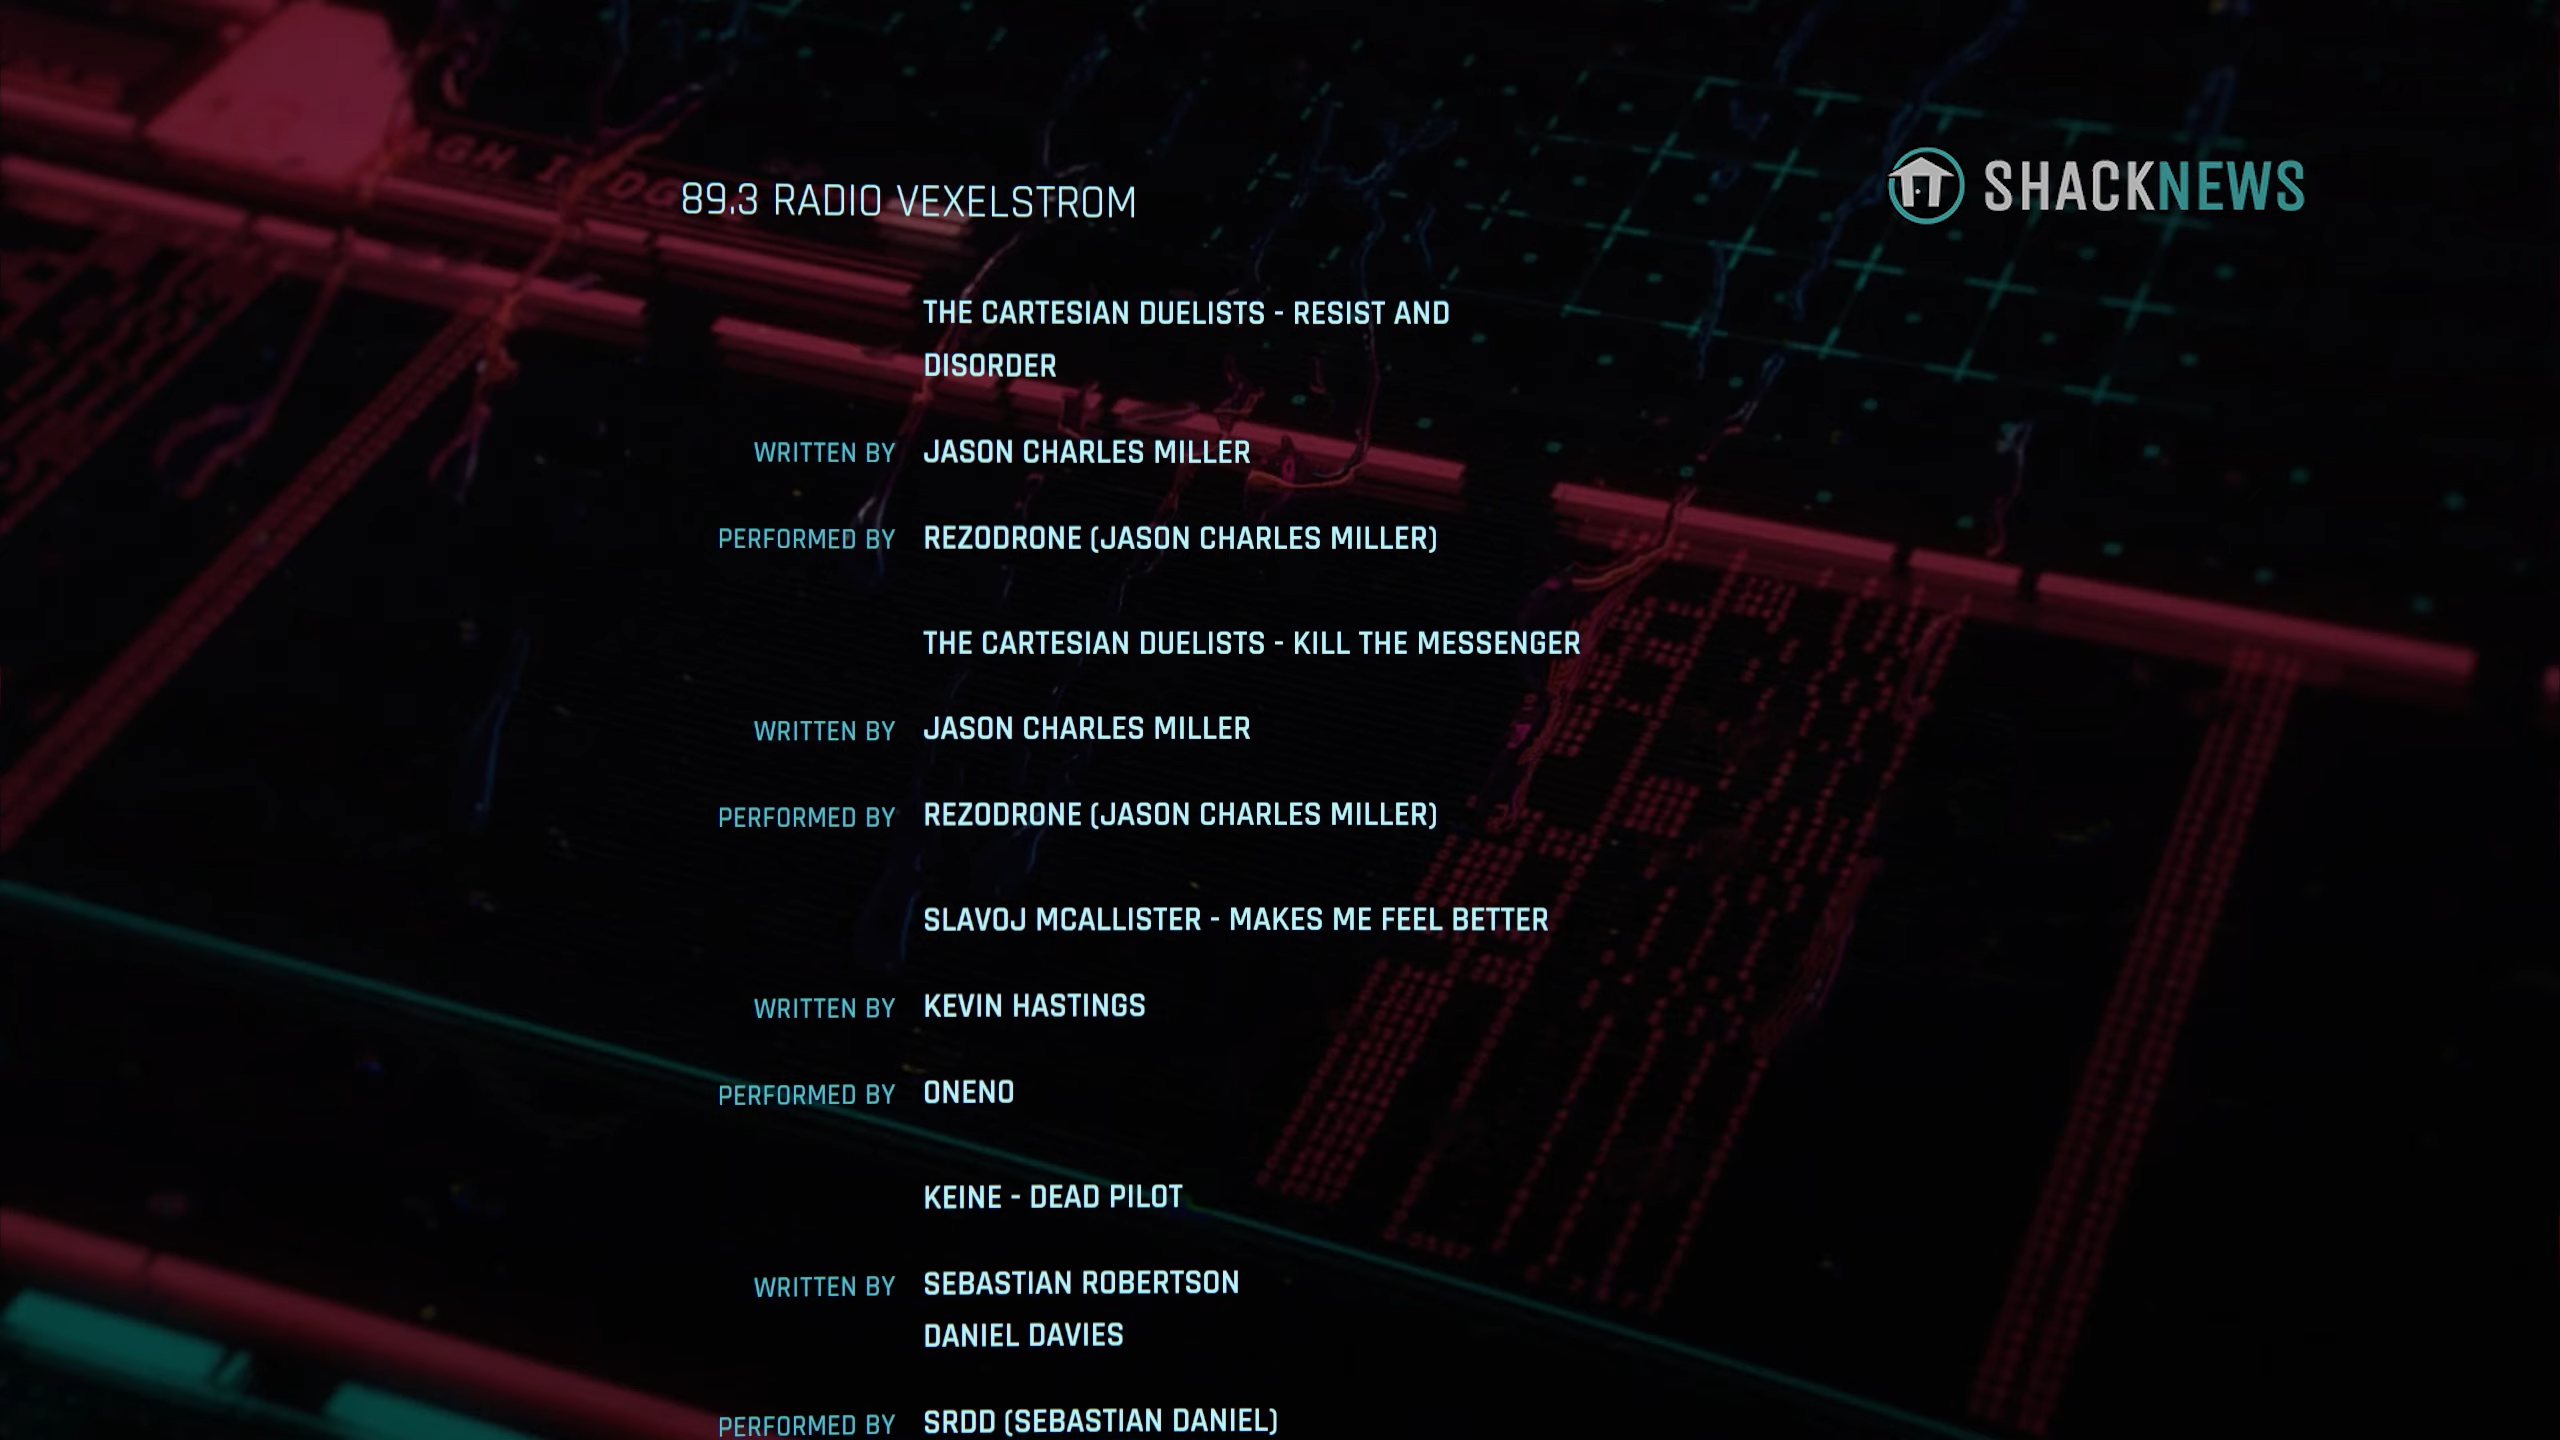 89.3 RADIO VEXELSTROM
SHACKNEWS
THE CARTESIAN DUELISTS - RESIST AND
DISORDER
WRITTEN BY JASON CHARLES MILLER
PERFORMED BY REZODRONE (JASON CHARLES MILLER)
THE CARTESIAN DUELISTS - KILL THE MESSENGER
WRITTEN BY JASON CHARLES MILLER
PERFORMED BY REZODRONE (JASON CHARLES MILLER)
SLAVOJ MCALLISTER - MAKES ME FEEL BETTER
WRITTEN BY KEVIN HASTINGS
PERFORMED BY ONENO
KEINE - DEAD PILOT
WRITTEN BY SEBASTIAN ROBERTSON
DANIEL DAVIES
PERFORMED BY SRDD (SEBASTIAN DANIEL)